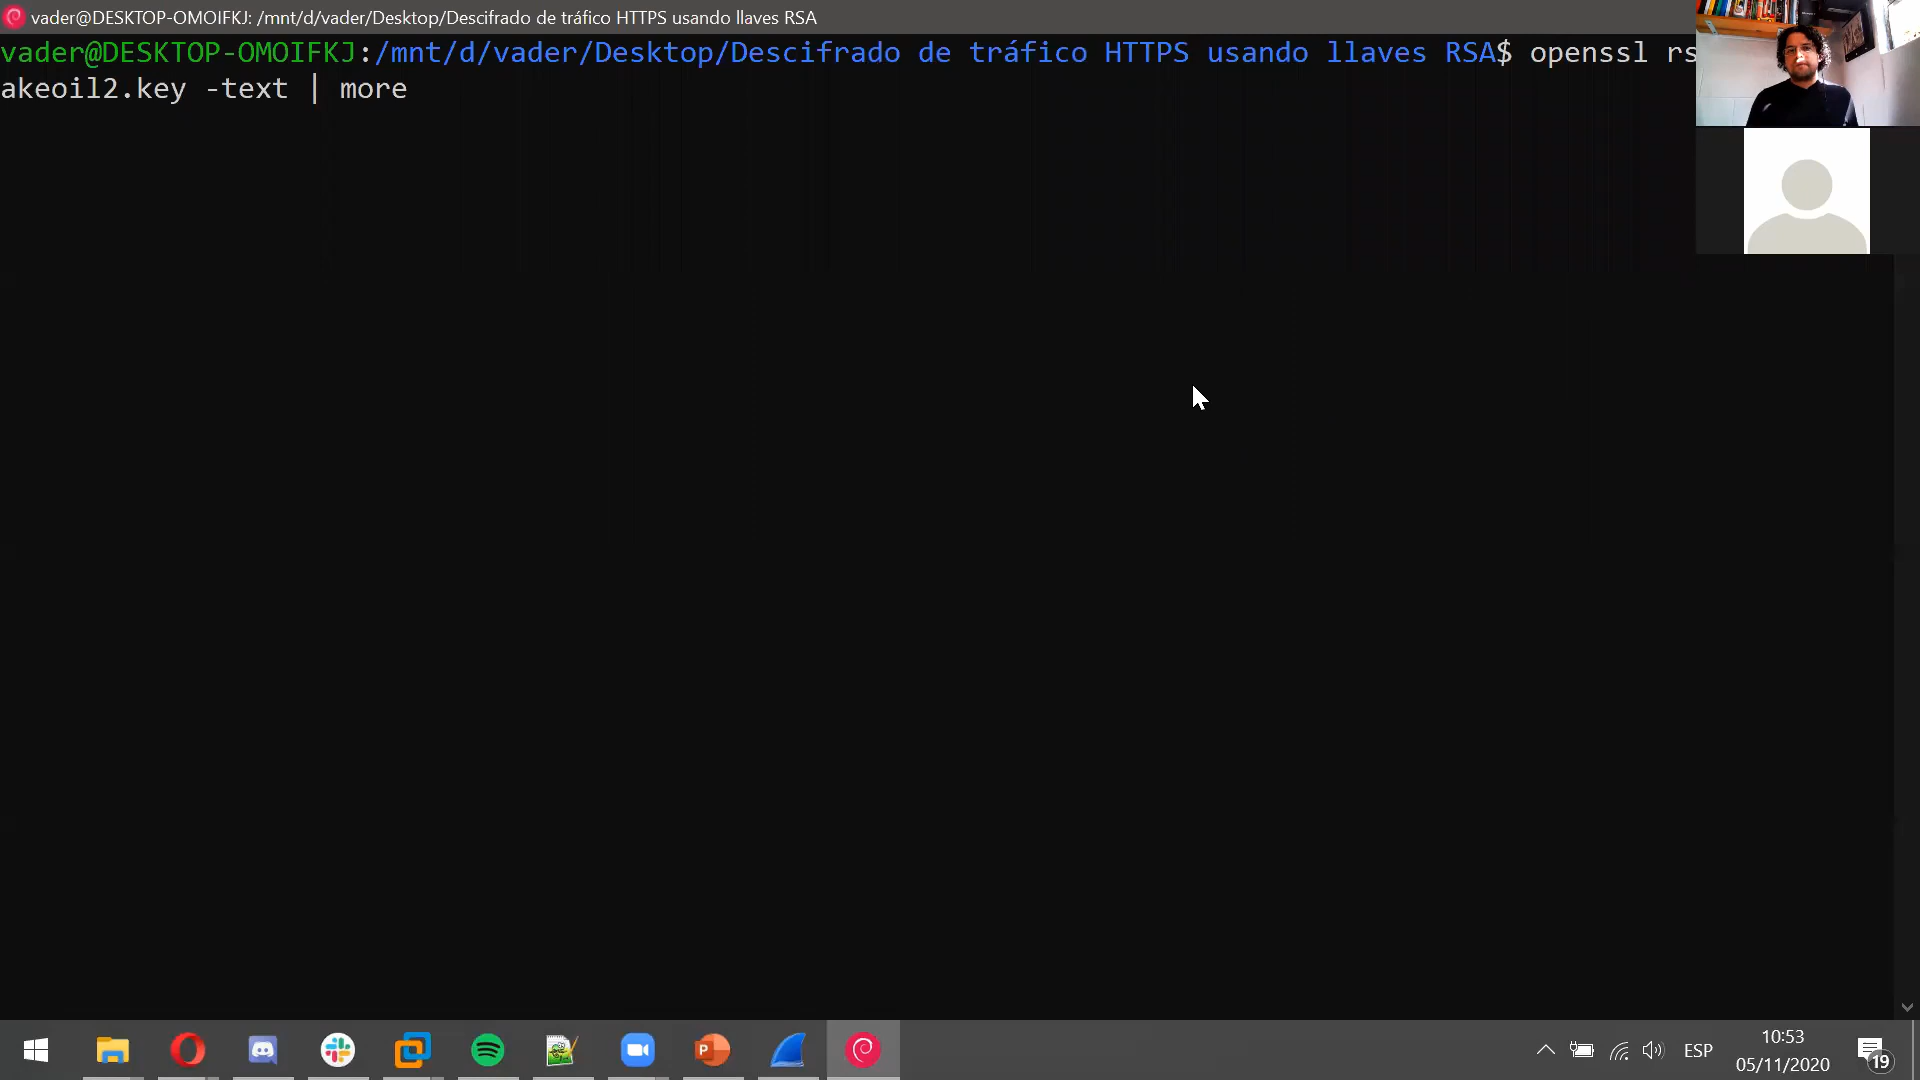 vader@DESKTOP-OMOIFKJ: /mnt/d/vader/Desktop/Descifrado de tráfico HTTPS usando llaves RSA
vader@DESKTOP-OMOIFKJ:/mnt/d/vader/Desktop/Descifrado de tráfico HTTPS usando llaves RSA$ openssl rs
akeoil2.key -text | more
ESP
10:53
05/11/2020
19